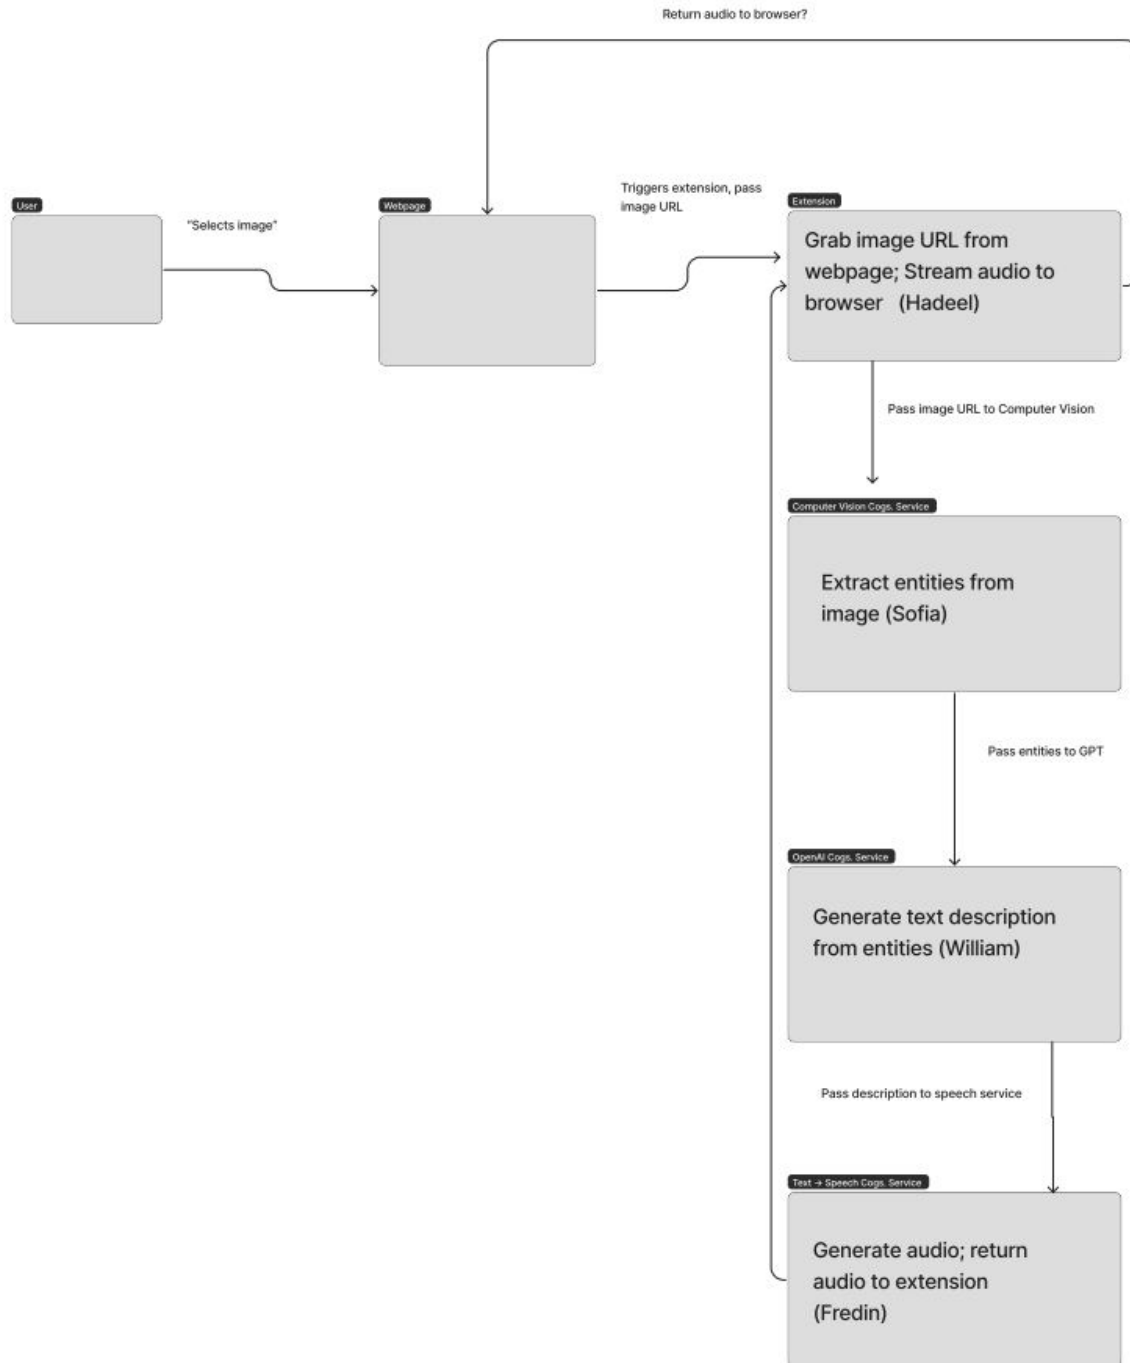 Return audio to browser?
User
"Selects image"
Webpage
Triggers extension, pass
image URL
Extension
Grab image URL from
webpage; Stream audio to
browser (Hadeel)
Pass image URL to Computer Vision
Computer Vision Cogs. Service
Extract entities from
image (Sofia)
Pass entities to GPT
OpenAI Cogs. Service
Generate text description
from entities (William)
Pass description to speech service
Text → Speech Cogs. Service
Generate audio; return
audio to extension
(Fredin)